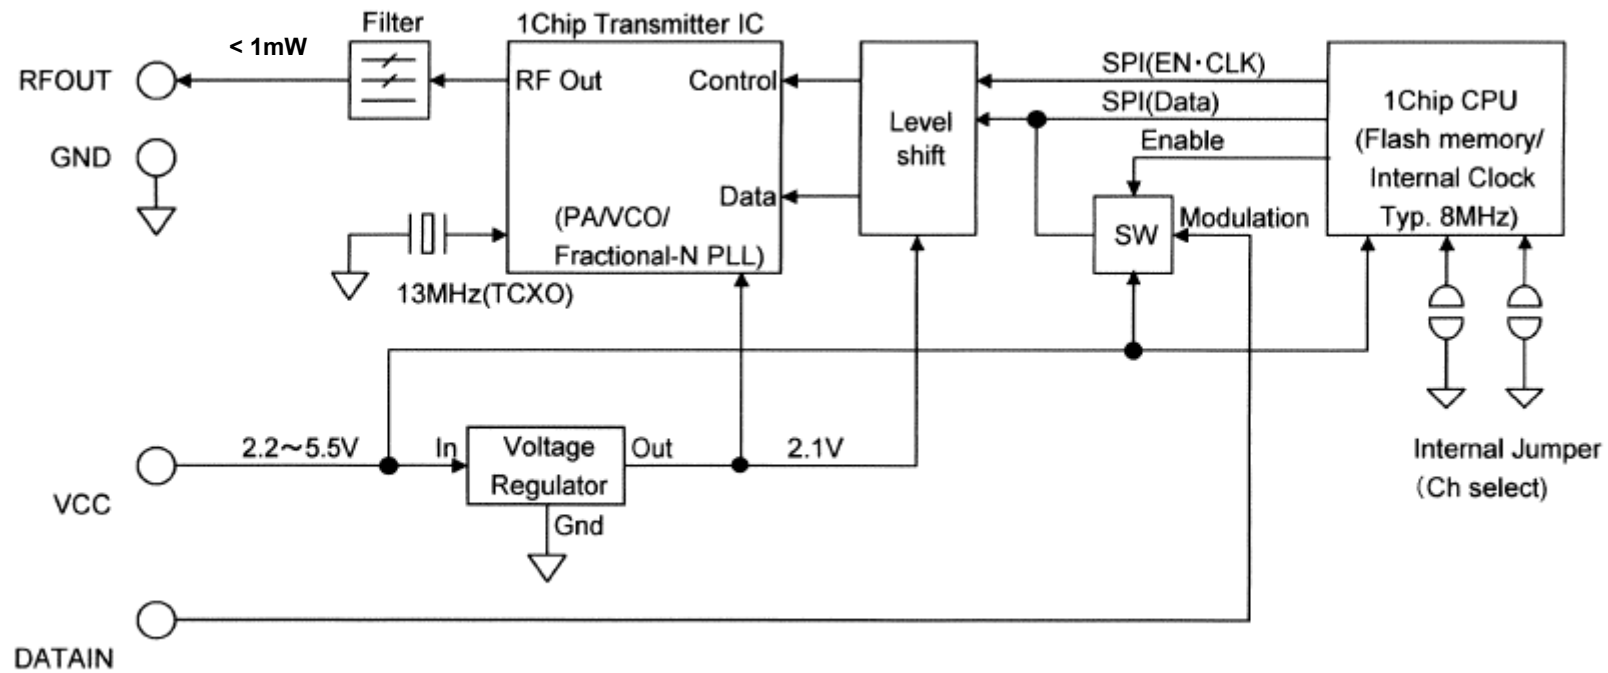 Filter
1Chip Transmitter IC
< 1mW
RFOUT
RF Out
Control
SPI(EN·CLK)
SPI(Data)
1Chip CPU
(Flash memory/
Internal Clock
Typ. 8MHz)
Level
shift
Enable
GND
Data
(PA/VCO/
Fractional-N PLL)
SW
Modulation
13MHz(TCXO)
2.2～5.5V
In
Voltage
Regulator
Out
2.1V
Internal Jumper
(Ch select)
VCC
Gnd
DATAIN